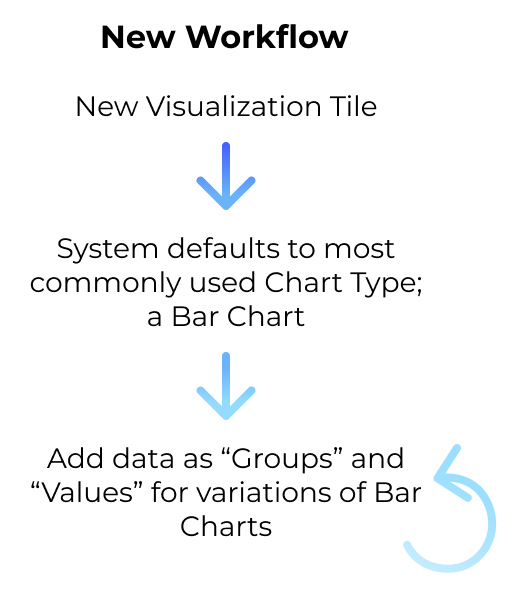 New Workflow
New Visualization Tile
System defaults to most
commonly used Chart Type;
a Bar Chart
Add data as “Groups” and
“Values” for variations of Bar
Charts